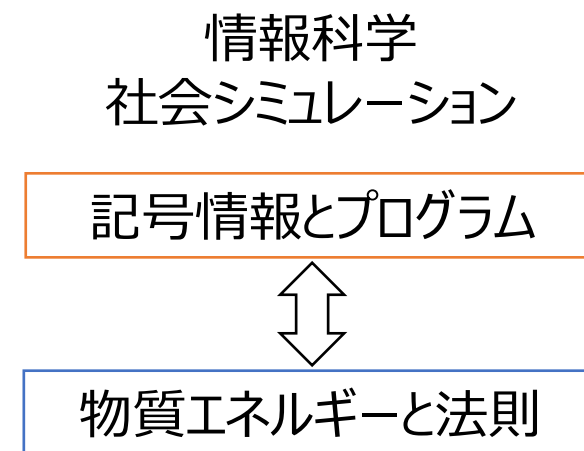 情報科学
社会シミュレーション
記号情報とプログラム
物質エネルギーと法則